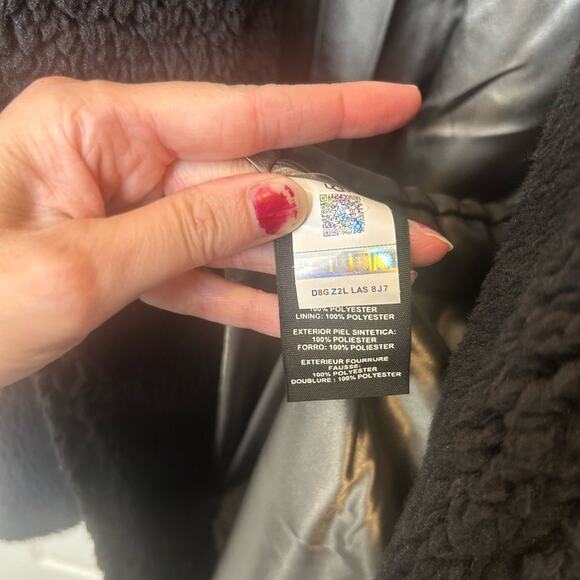 D8G Z2L LAS 8J7
100% POLYESTER
LINING: 100% POLYESTER
EXTERIOR PIEL SINTETICA:
100% POLIESTER
FORRO: 100% POLIESTER
EXTERIEUR FOURRURE
FAUSSE:
100% POLYESTER
DOUBLURE : 100% POLYESTER